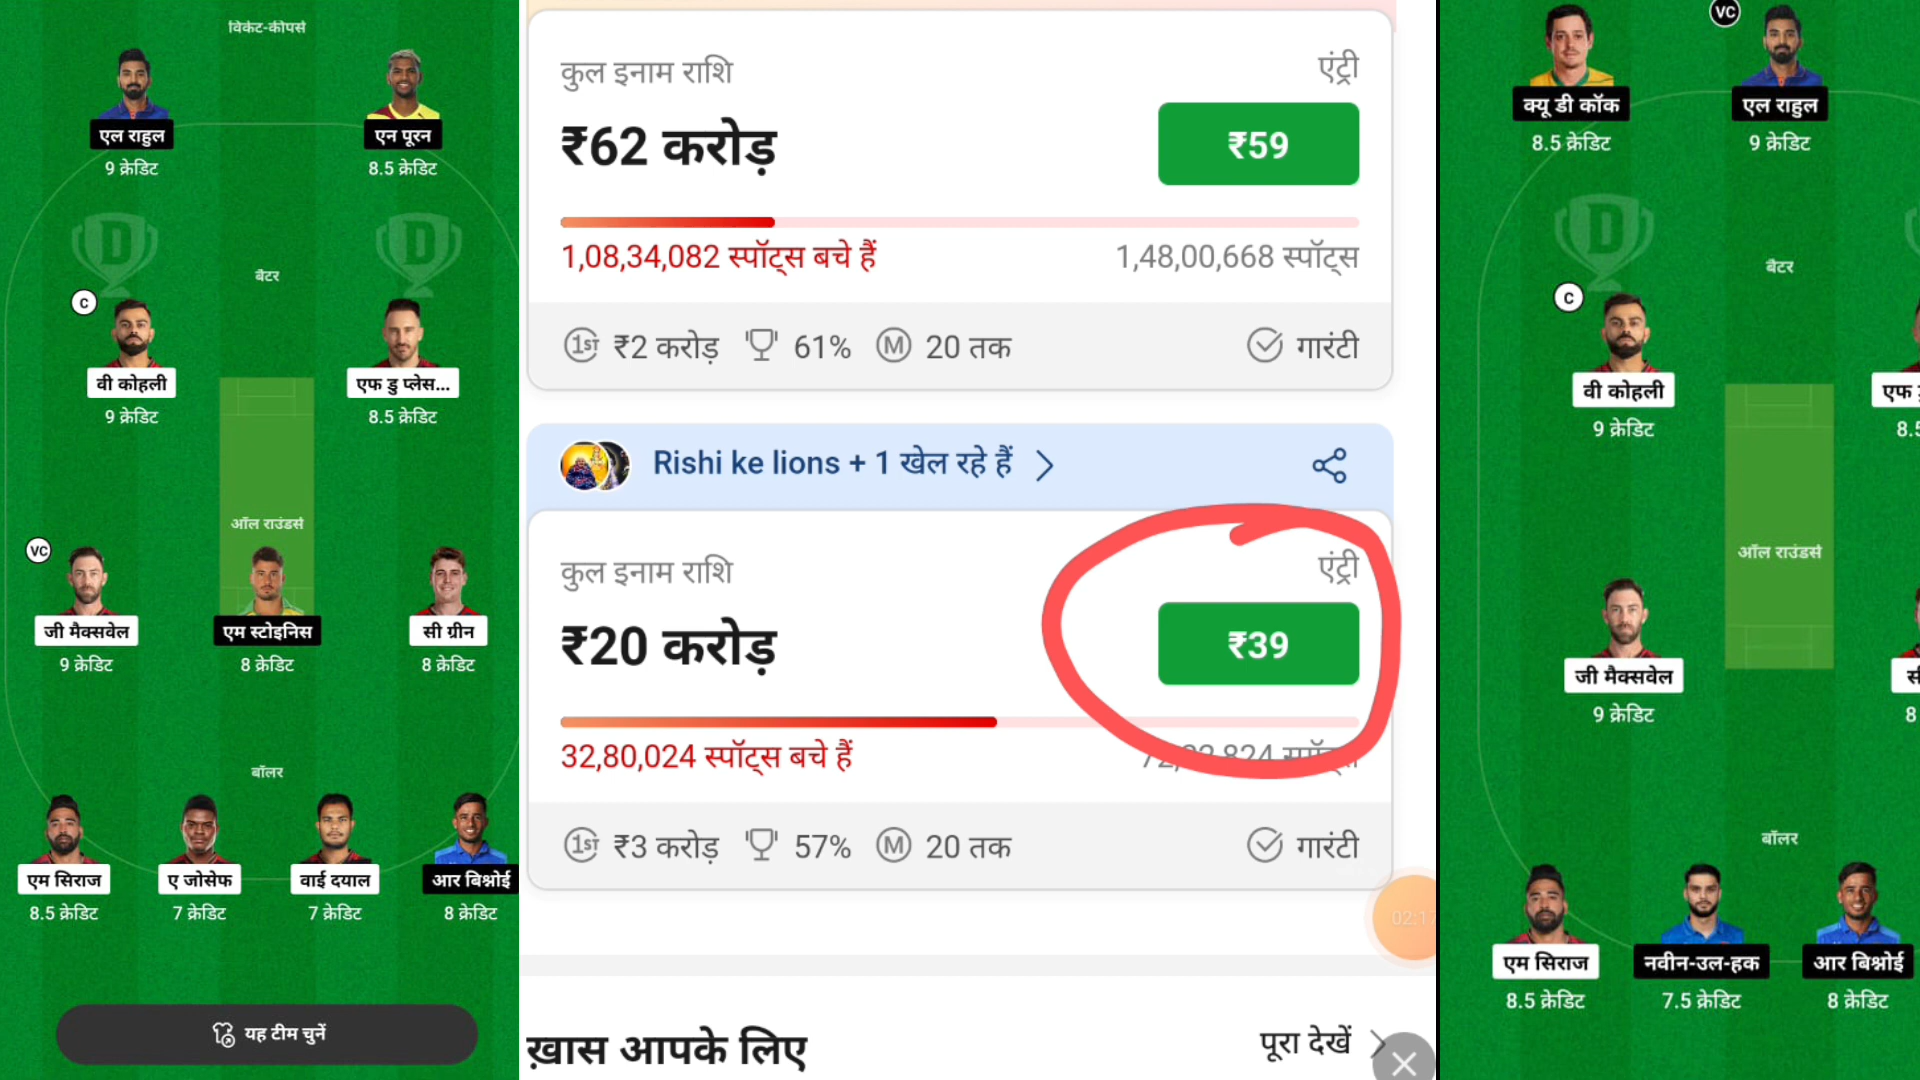 विकेट-कीपर्स
एल राहुल
एन पूरन
9 क्रेडिट
8.5 क्रेडिट
D
D
बैटर
C
वी कोहली
एफ डु प्लेस...
9 क्रेडिट
8.5 क्रेडिट
ऑल राउंडर्स
VC
जी मैक्सवेल
एम स्टोइनिस
सी ग्रीन
9 क्रेडिट
8 क्रेडिट
8 क्रेडिट
बॉलर
एम सिराज
ए जोसेफ
वाई दयाल
आर बिश्नोई
8.5 क्रेडिट
7 क्रेडिट
7 क्रेडिट
8 क्रेडिट
यह टीम चुनें
कुल इनाम राशि
एंट्री
₹62 करोड़
₹59
1,08,34,082 स्पॉट्स बचे हैं
1,48,00,668 स्पॉट्स
1ST ₹2 करोड़ 61% M 20 तक
गारंटी
Rishi ke lions + 1 खेल रहे हैं
कुल इनाम राशि
एंट्री
₹20 करोड़
₹39
32,80,024 स्पॉट्स बचे हैं
1ST ₹3 करोड़ 57% M 20 तक
गारंटी
ख़ास आपके लिए
पूरा देखें
VC
क्यू डी कॉक
एल राहुल
8.5 क्रेडिट
9 क्रेडिट
D
बैटर
C
वी कोहली
एफ
9 क्रेडिट
ऑल राउंडर्स
जी मैक्सवेल
9 क्रेडिट
8
बॉलर
एम सिराज
नवीन-उल-हक
आर बिश्नोई
8.5 क्रेडिट
7.5 क्रेडिट
8 क्रेडिट